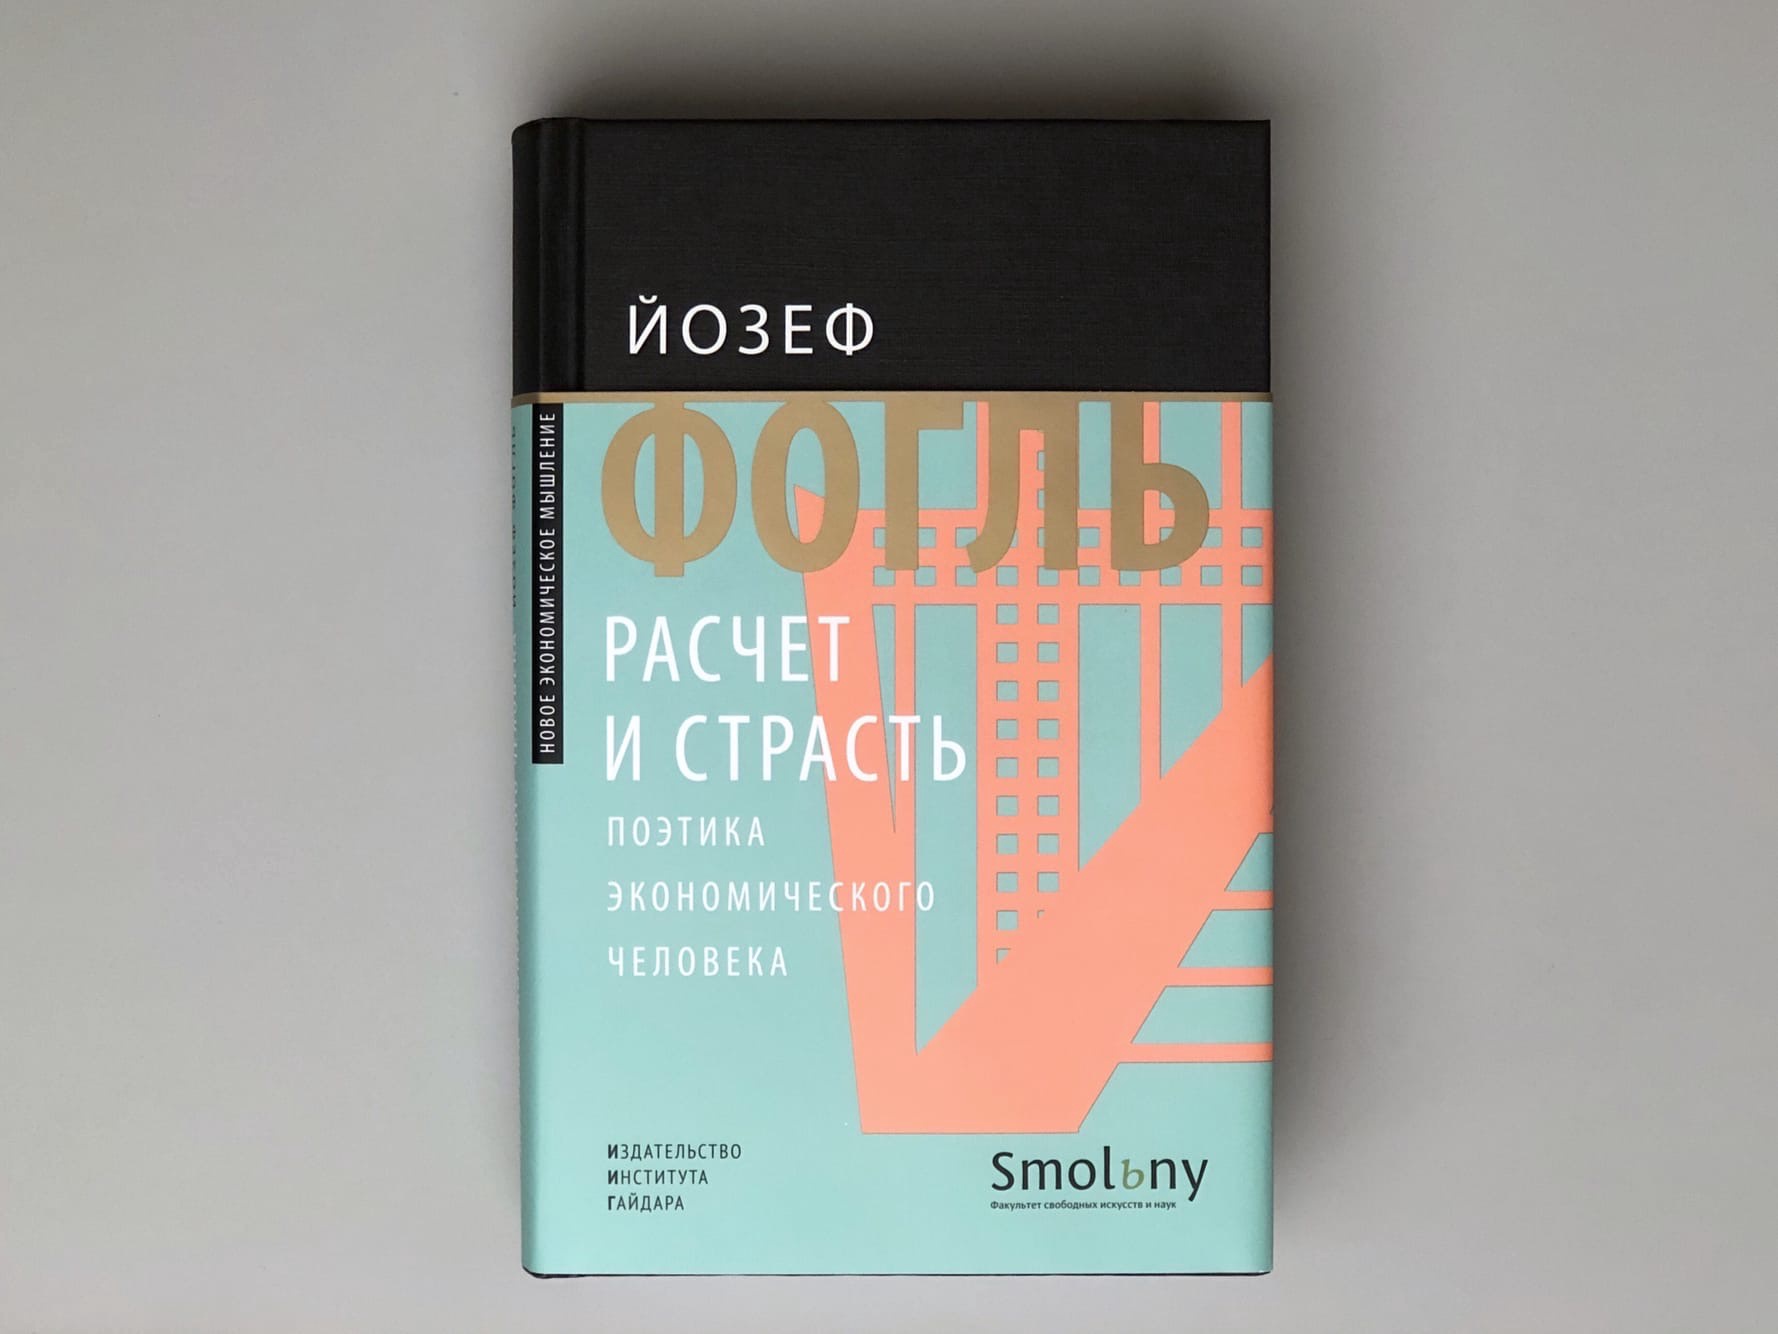 ЙОЗЕФ
ФОГЛЬ
НОВОЕ ЭКОНОМИЧЕСКОЕ МЫШЛЕНИЕ
РАСЧЕТ
И СТРАСТЬ
ПОЭТИКА
ЭКОНОМИЧЕСКОГО
ЧЕЛОВЕКА
ИЗДАТЕЛЬСТВО
ИНСТИТУТА
ГАЙДАРА
Smolьny
Факультет свободных искусств и наук